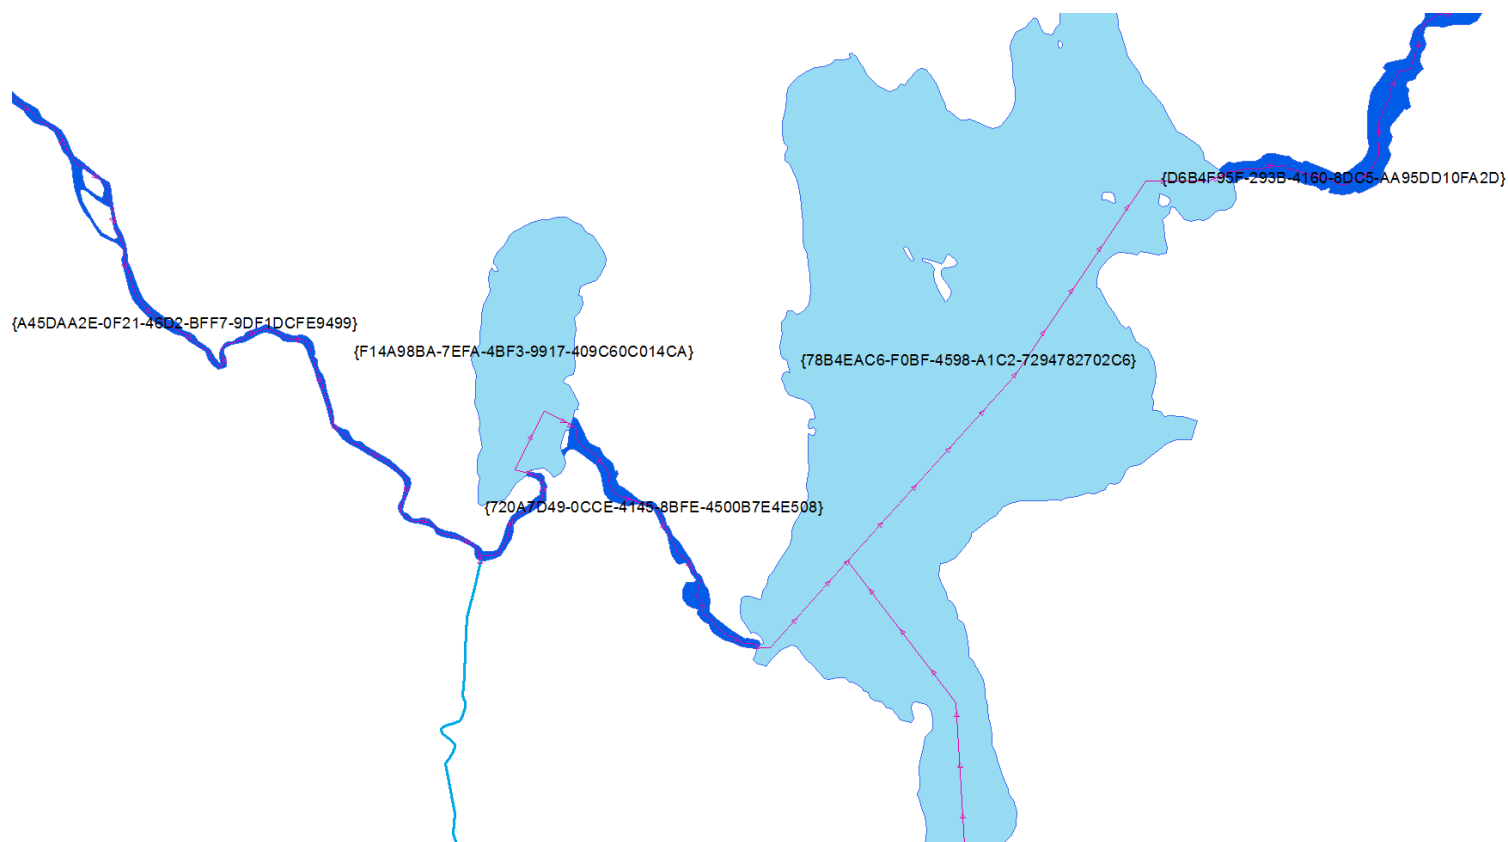 {D6B4F95F-293B-4160-8DC5-AA95DD10FA2D}
{A45DAA2E-0F21-46D2-BFF7-9DF1DCFE9499}
{F14A98BA-7EFA-4BF3-9917-409C60C014CA}
{78B4EAC6-F0BF-4598-A1C2-7294782702C6}
{720A7D49-0CCE-4145-8BFE-4500B7E4E508}